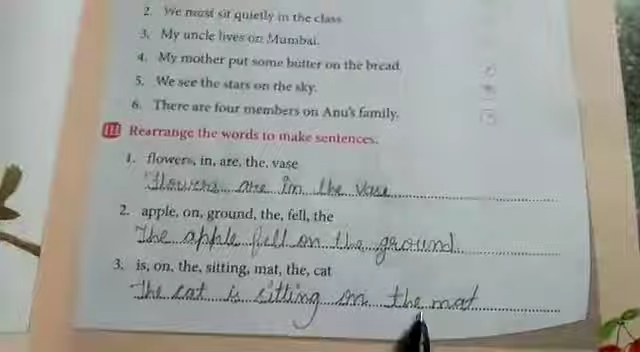 2. We must sit quietly in the class.
3. My uncle lives on Mumbai.
4. My mother put some butter on the bread.
5. We see the stars on the sky.
6. There are four members on Anu's family.
III Rearrange the words to make sentences.
1. flowers, in, are, the, vase
Flowers are in the vase
2. apple, on, ground, the, fell, the
The apple fell on the ground
3. is, on, the, sitting, mat, the, cat
The cat is sitting on the mat